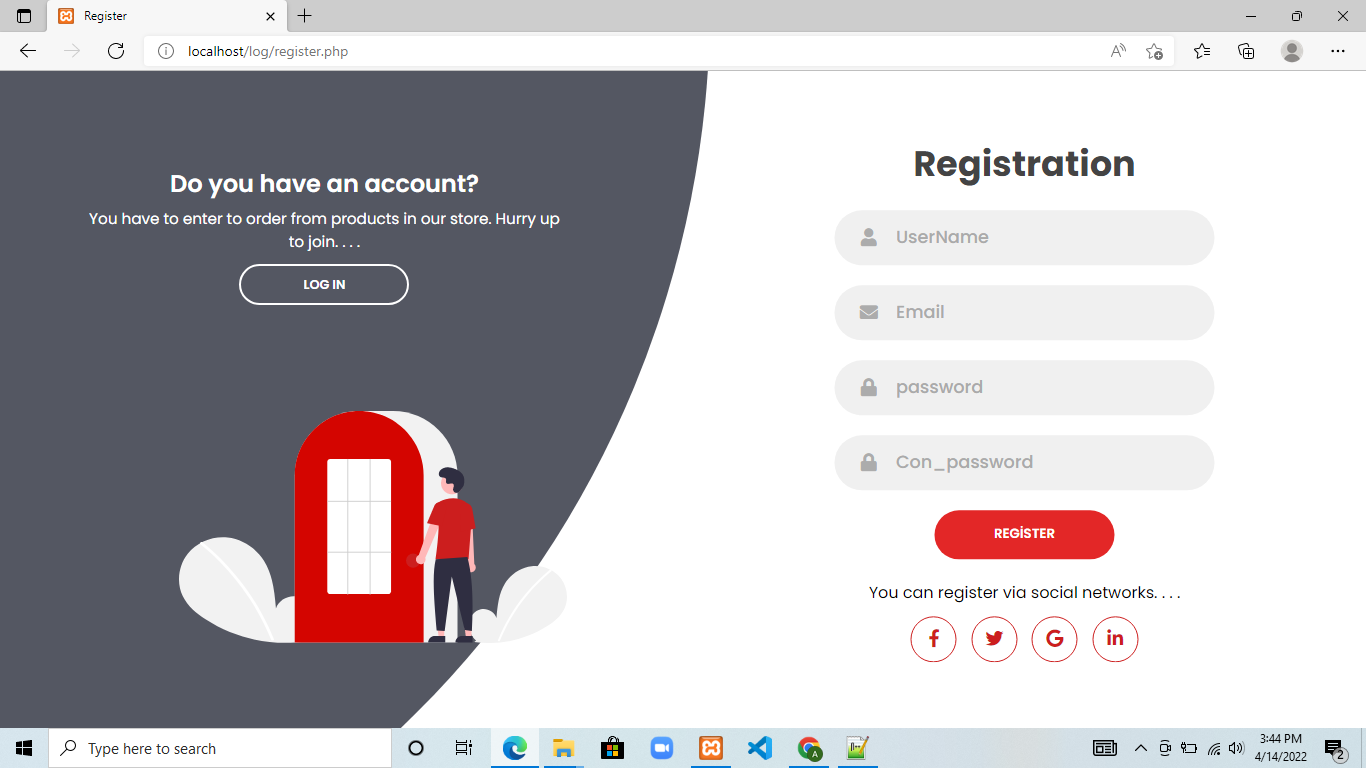 Register
localhost/log/register.php
Do you have an account?
You have to enter to order from products in our store. Hurry up
to join. . . .
LOG IN
Registration
UserName
Email
password
Con_password
REGİSTER
You can register via social networks. . . .
Type here to search
3:44 PM
4/14/2022
2